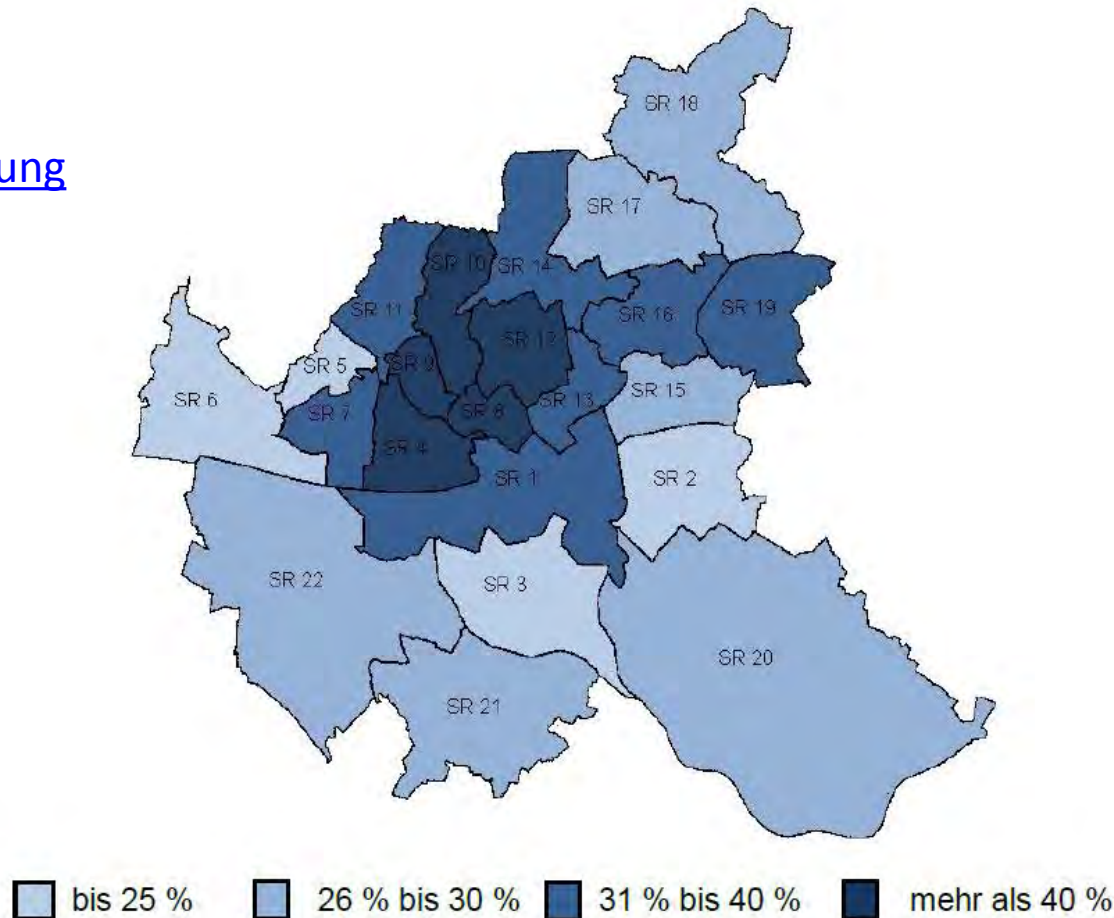 ung
SR 18
SR 17
SR 10
SR 14
SR 11
SR 16
SR 19
SR 12
SR 5
SR 9
SR 6
SR 7
SR 8
SR 13
SR 15
SR 4
SR 1
SR 2
SR 22
SR 3
SR 20
SR 21
bis 25 %
26 % bis 30 %
31 % bis 40 %
mehr als 40 %